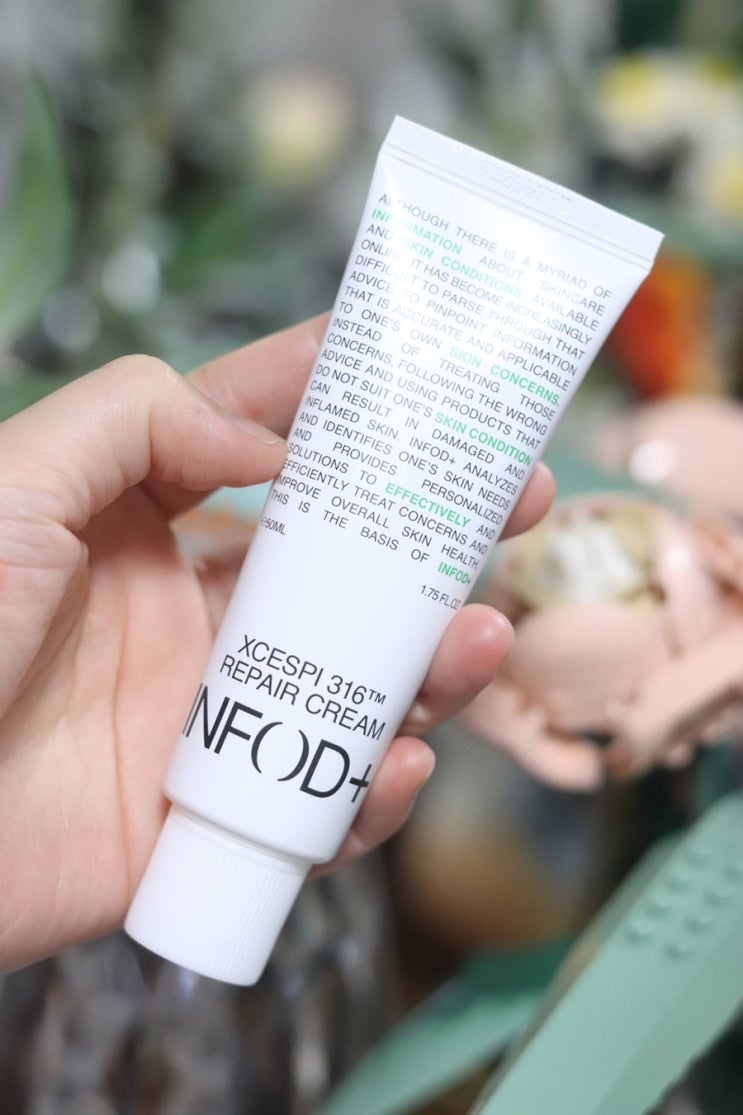 ALTHOUGH THERE IS A MYRIAD OF
INFORMATION ABOUT SKINCARE
AND SKIN CONDITIONS AVAILABLE
ONLINE, IT HAS BECOME INCREASINGLY
DIFFICULT TO PARSE THROUGH THAT
ADVICE TO PINPOINT INFORMATION
THAT IS ACCURATE AND APPLICABLE
TO ONE'S OWN SKIN CONCERNS.
INSTEAD OF TREATING THOSE
CONCERNS, FOLLOWING THE WRONG
ADVICE AND USING PRODUCTS THAT
DO NOT SUIT ONE'S SKIN CONDITION
CAN RESULT IN DAMAGED AND
INFLAMED SKIN. INFOD+ ANALYZES
AND IDENTIFIES ONE'S SKIN NEEDS
AND PROVIDES PERSONALIZED
SOLUTIONS TO EFFECTIVELY AND
EFFICIENTLY TREAT CONCERNS AND
IMPROVE OVERALL SKIN HEALTH.
THIS IS THE BASIS OF INFOD+
℮50ML 1.75 FL.OZ
XCESPI 316™
REPAIR CREAM
INFOD+